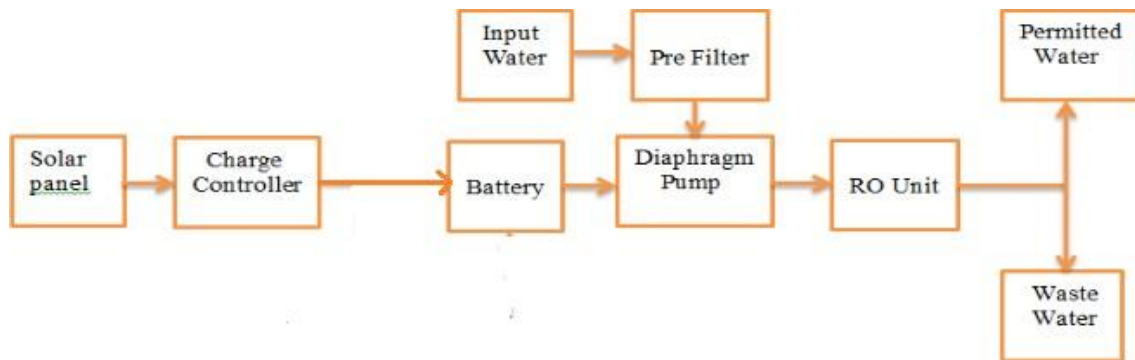 Input
Water
Pre Filter
Permitted
Water
Solar
panel
Charge
Controller
Battery
Diaphragm
Pump
RO Unit
Waste
Water